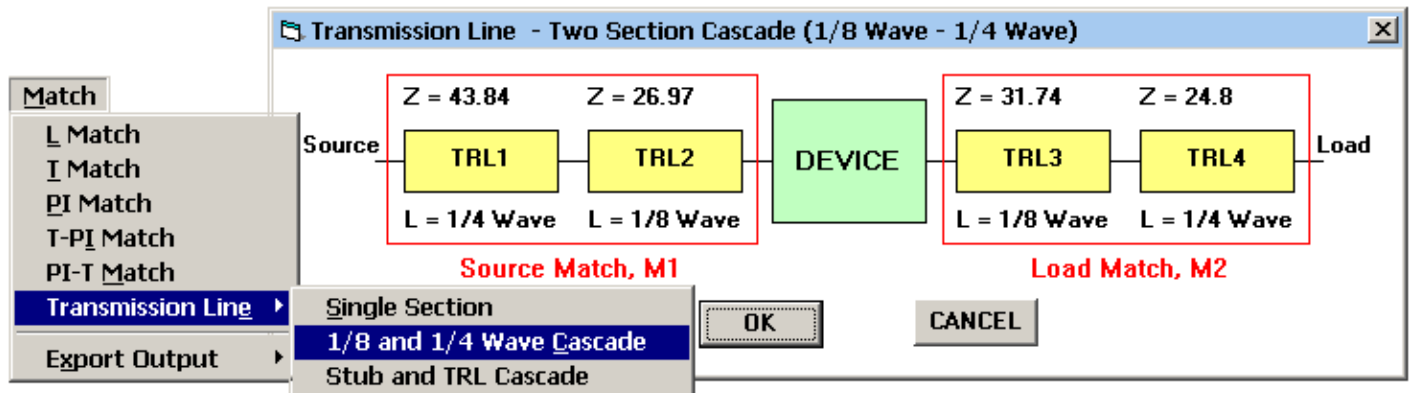 Transmission Line - Two Section Cascade (1/8 Wave - 1/4 Wave)
Match
L Match
T Match
PI Match
T-PI Match
PI-T Match
Transmission Line
Export Output
Single Section
1/8 and 1/4 Wave Cascade
Stub and TRL Cascade
Z = 43.84 Z = 26.97 Z = 31.74 Z = 24.8
Source TRL1 TRL2 DEVICE TRL3 TRL4 Load
L = 1/4 Wave L = 1/8 Wave L = 1/8 Wave L = 1/4 Wave
Source Match, M1 Load Match, M2
OK CANCEL